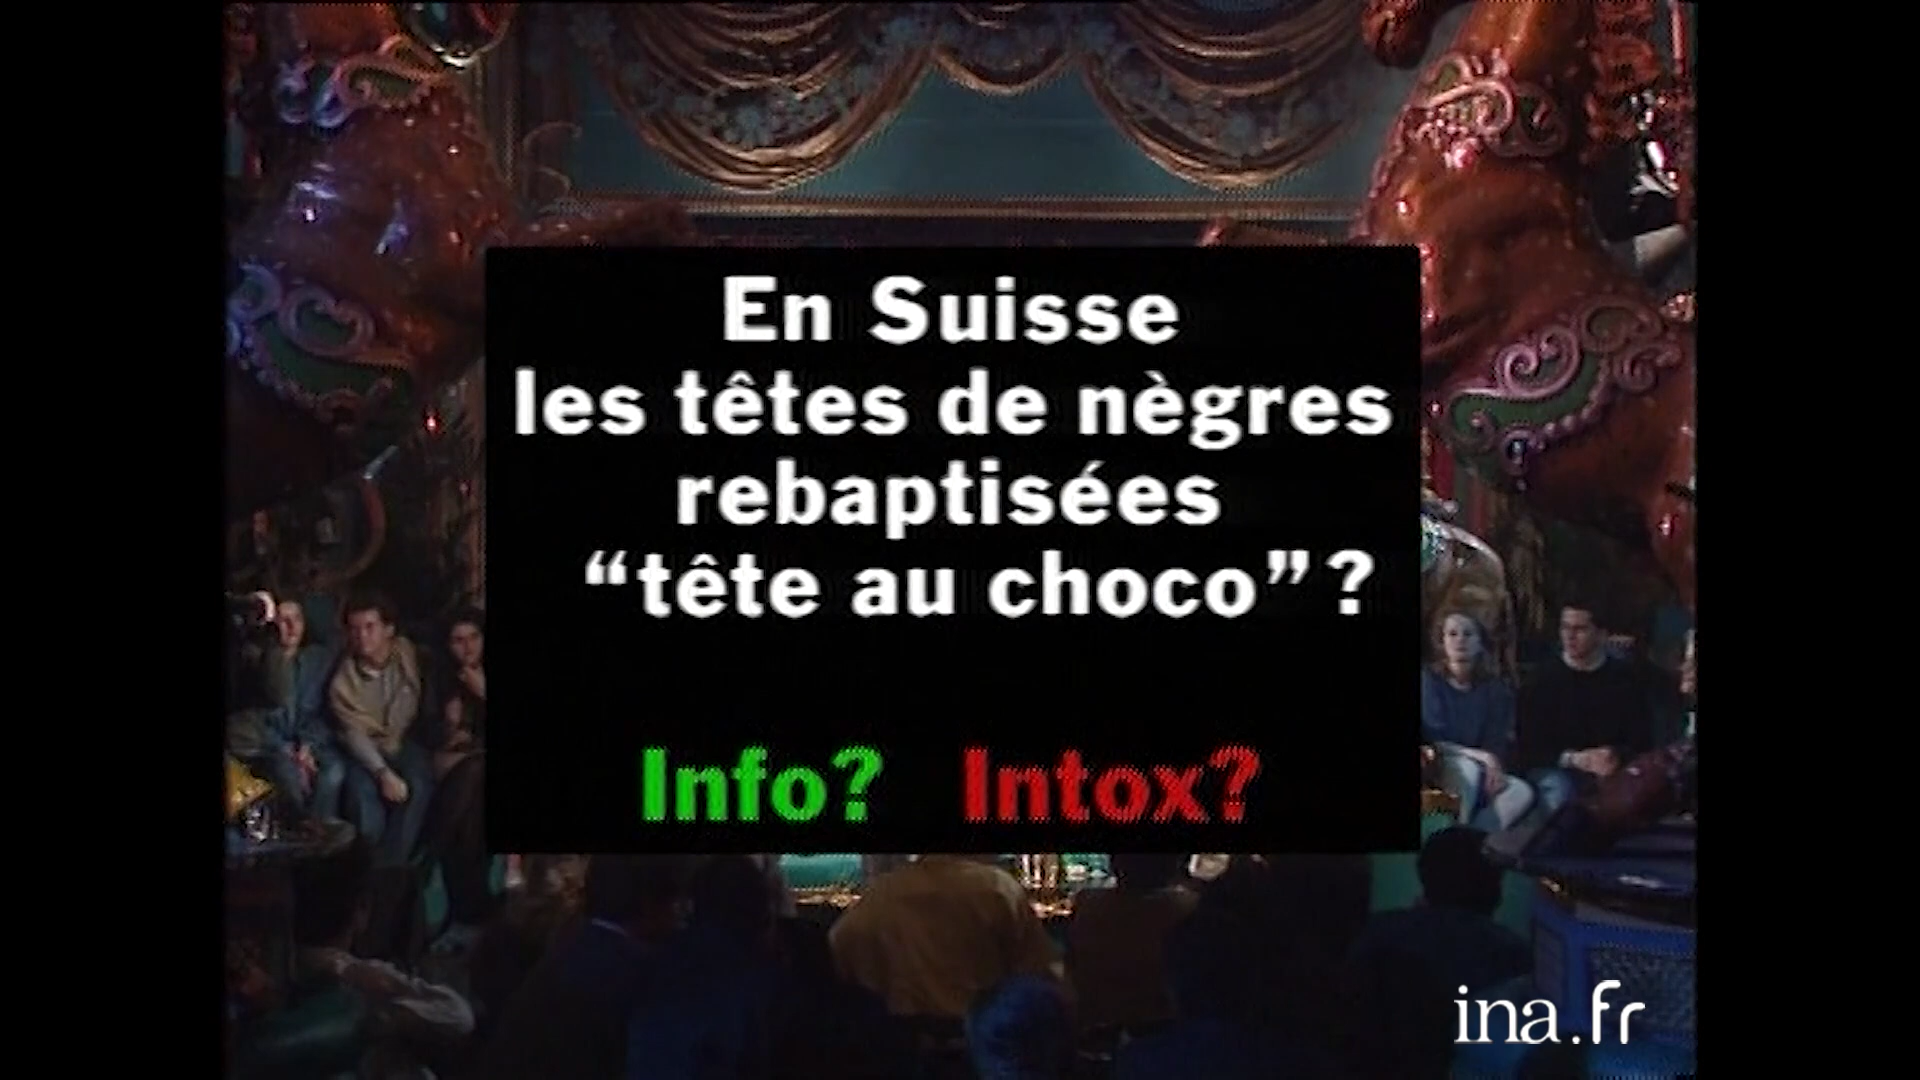 En Suisse
les têtes de nègres
rebaptisées
“tête au choco” ?
Info? Intox?
ina.fr